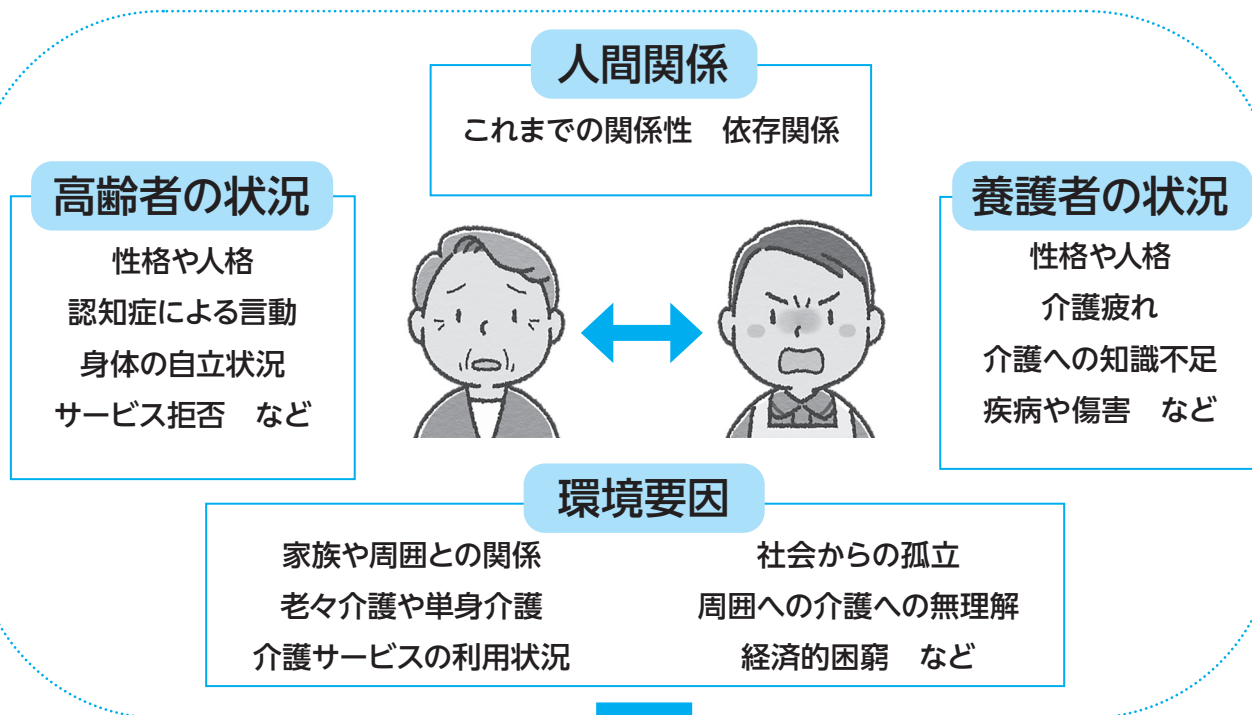 人間関係
これまでの関係性　依存関係
高齢者の状況
性格や人格
認知症による言動
身体の自立状況
サービス拒否　など
養護者の状況
性格や人格
介護疲れ
介護への知識不足
疾病や傷害　など
環境要因
家族や周囲との関係
老々介護や単身介護
介護サービスの利用状況
社会からの孤立
周囲への介護への無理解
経済的困窮　など